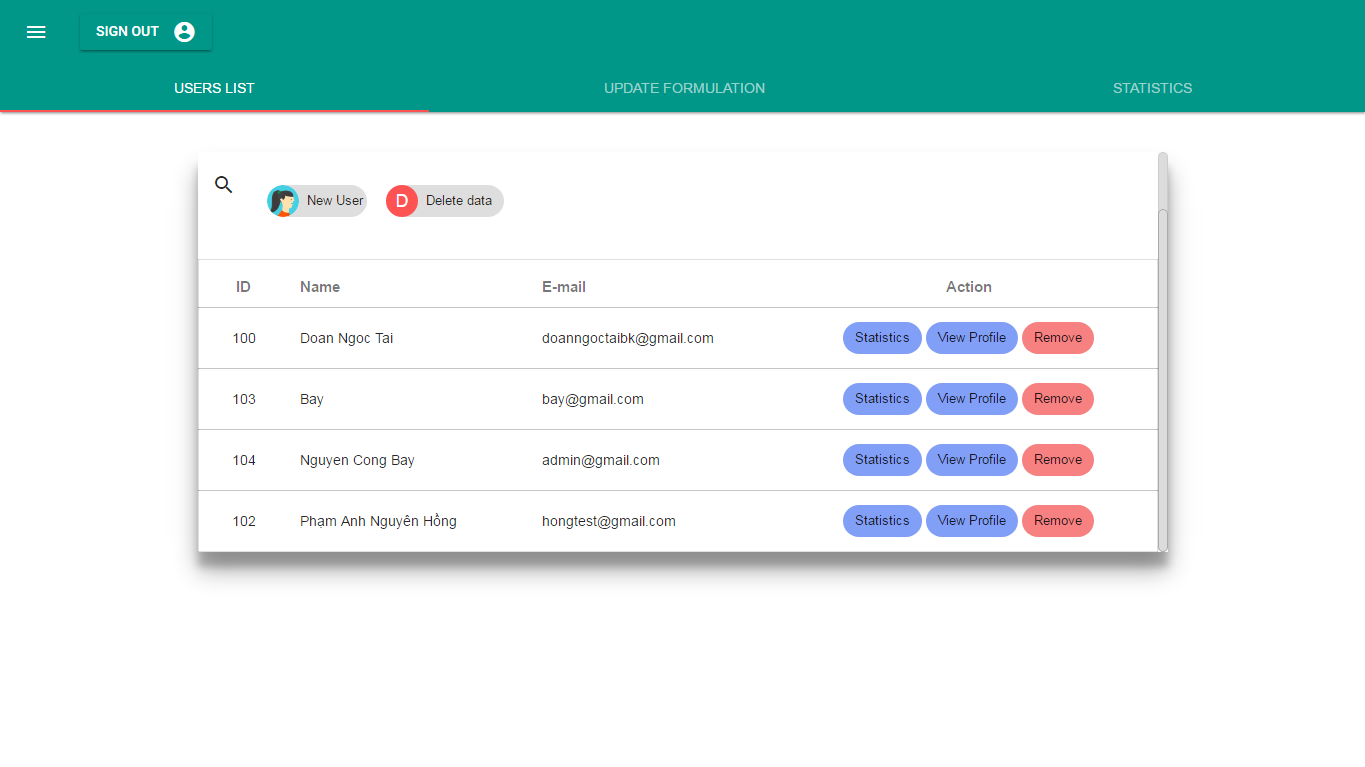 SIGN OUT
USERS LIST UPDATE FORMULATION STATISTICS
New User D Delete data
ID Name E-mail Action
100 Doan Ngoc Tai doanngoctaibk@gmail.com Statistics View Profile Remove
103 Bay bay@gmail.com Statistics View Profile Remove
104 Nguyen Cong Bay admin@gmail.com Statistics View Profile Remove
102 Phạm Anh Nguyên Hồng hongtest@gmail.com Statistics View Profile Remove